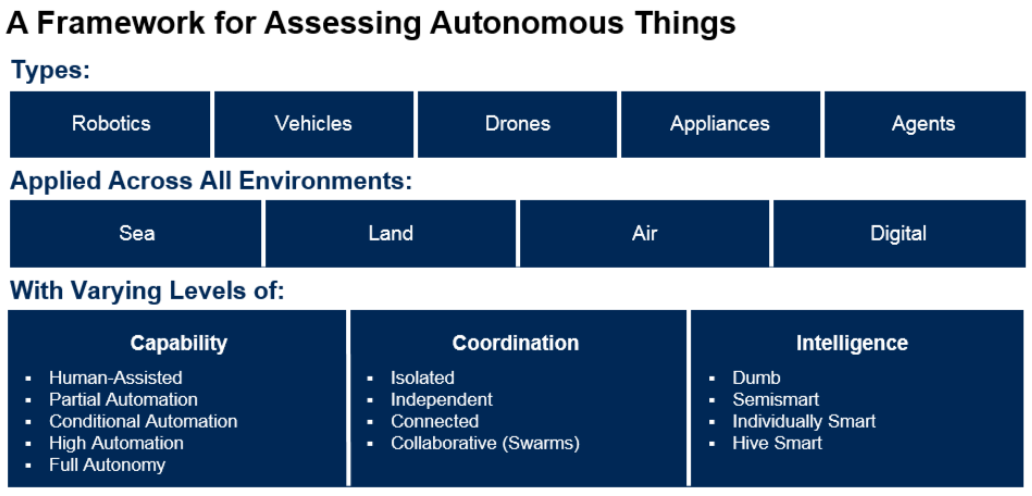 A Framework for Assessing Autonomous Things
Types:
Robotics
Vehicles
Drones
Appliances
Agents
Applied Across All Environments:
Sea
Land
Air
Digital
With Varying Levels of:
Capability
▪ Human-Assisted
▪ Partial Automation
▪ Conditional Automation
▪ High Automation
▪ Full Autonomy
Coordination
▪ Isolated
▪ Independent
▪ Connected
▪ Collaborative (Swarms)
Intelligence
▪ Dumb
▪ Semismart
▪ Individually Smart
▪ Hive Smart